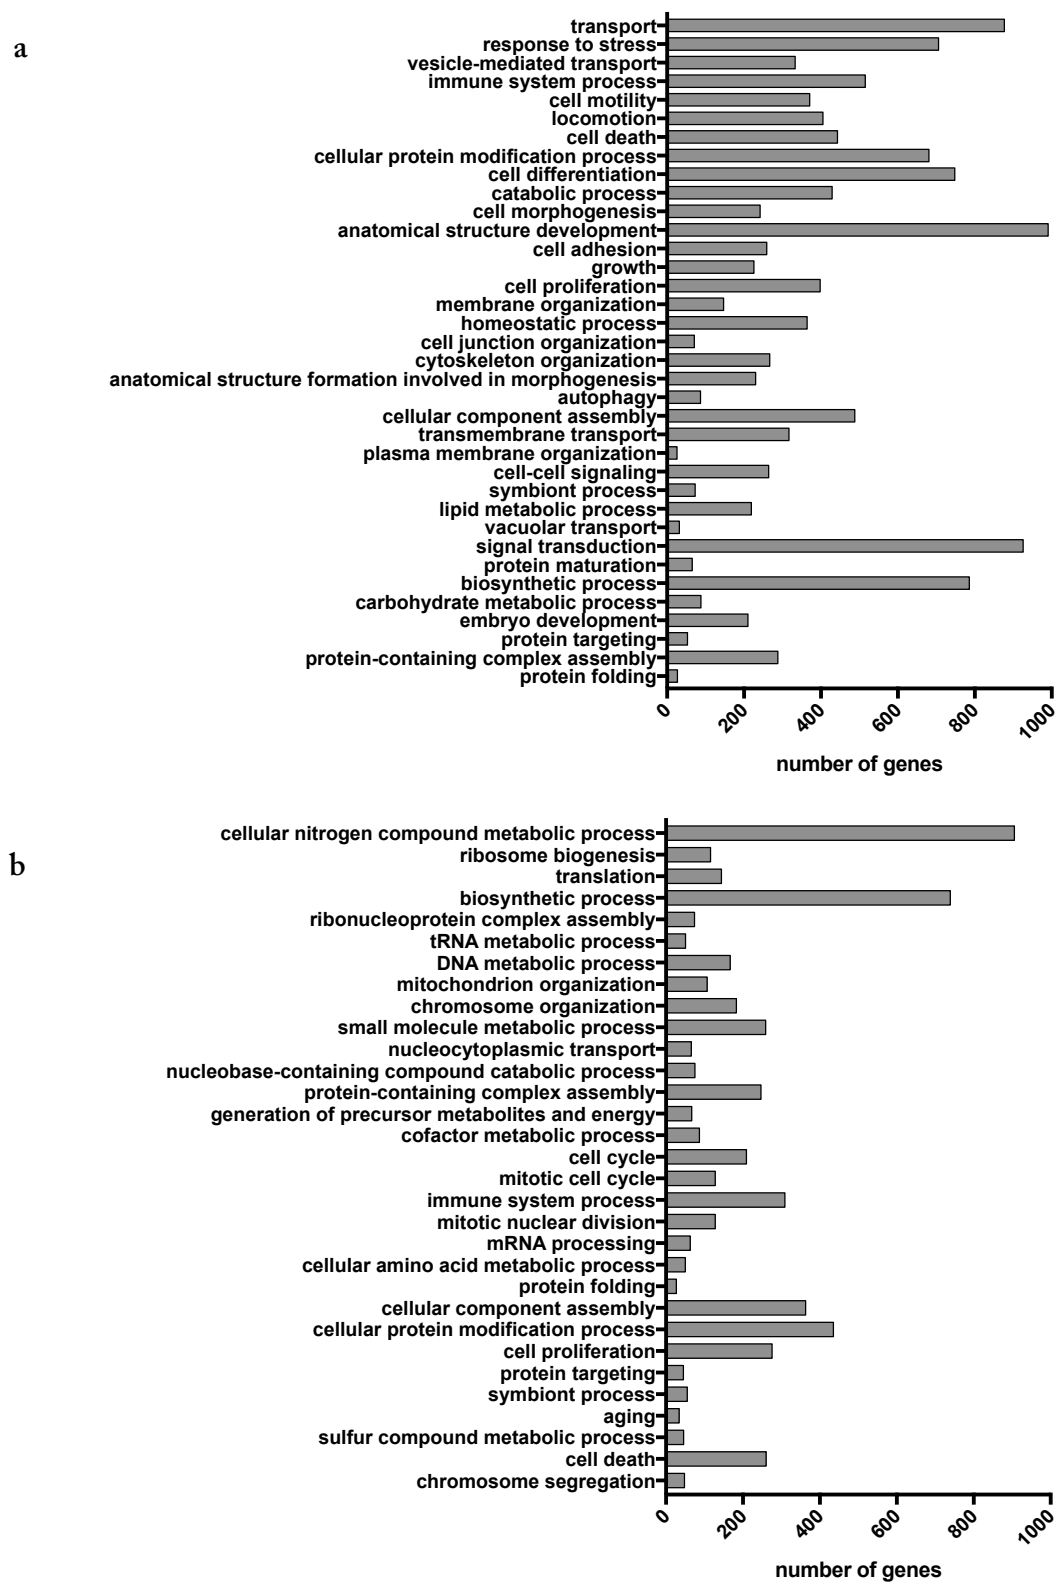 a
transport
response to stress
vesicle-mediated transport
immune system process
cell motility
locomotion
cell death
cellular protein modification process
cell differentiation
catabolic process
cell morphogenesis
anatomical structure development
cell adhesion
growth
cell proliferation
membrane organization
homeostatic process
cell junction organization
cytoskeleton organization
anatomical structure formation involved in morphogenesis
autophagy
cellular component assembly
transmembrane transport
plasma membrane organization
cell-cell signaling
symbiont process
lipid metabolic process
vacuolar transport
signal transduction
protein maturation
biosynthetic process
carbohydrate metabolic process
embryo development
protein targeting
protein-containing complex assembly
protein folding
0 200 400 600 800 1000
number of genes
b
cellular nitrogen compound metabolic process
ribosome biogenesis
translation
biosynthetic process
ribonucleoprotein complex assembly
tRNA metabolic process
DNA metabolic process
mitochondrion organization
chromosome organization
small molecule metabolic process
nucleocytoplasmic transport
nucleobase-containing compound catabolic process
protein-containing complex assembly
generation of precursor metabolites and energy
cofactor metabolic process
cell cycle
mitotic cell cycle
immune system process
mitotic nuclear division
mRNA processing
cellular amino acid metabolic process
protein folding
cellular component assembly
cellular protein modification process
cell proliferation
protein targeting
symbiont process
aging
sulfur compound metabolic process
cell death
chromosome segregation
0 200 400 600 800 1000
number of genes